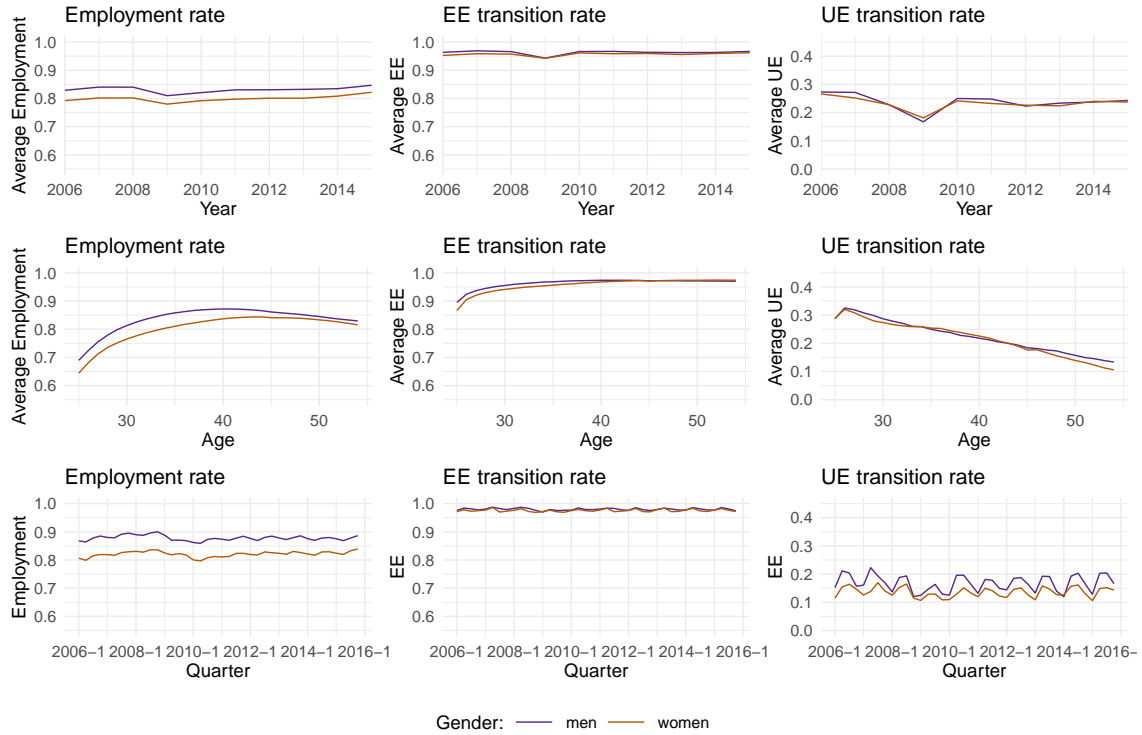 Employment rate
EE transition rate
UE transition rate
Average Employment
1.0
0.9
0.8
0.7
0.6
2006 2008 2010 2012 2014
Year
Average EE
1.0
0.9
0.8
0.7
0.6
2006 2008 2010 2012 2014
Year
Average UE
0.4
0.3
0.2
0.1
0.0
2006 2008 2010 2012 2014
Year
Employment rate
EE transition rate
UE transition rate
Average Employment
1.0
0.9
0.8
0.7
0.6
30 40 50
Age
Average EE
1.0
0.9
0.8
0.7
0.6
30 40 50
Age
Average UE
0.4
0.3
0.2
0.1
0.0
30 40 50
Age
Employment rate
EE transition rate
UE transition rate
Employment
1.0
0.9
0.8
0.7
0.6
2006−1 2008−1 2010−1 2012−1 2014−1 2016−1
Quarter
EE
1.0
0.9
0.8
0.7
0.6
2006−1 2008−1 2010−1 2012−1 2014−1 2016−1
Quarter
UE
0.4
0.3
0.2
0.1
0.0
2006−1 2008−1 2010−1 2012−1 2014−1 2016−
Quarter
Gender: men women